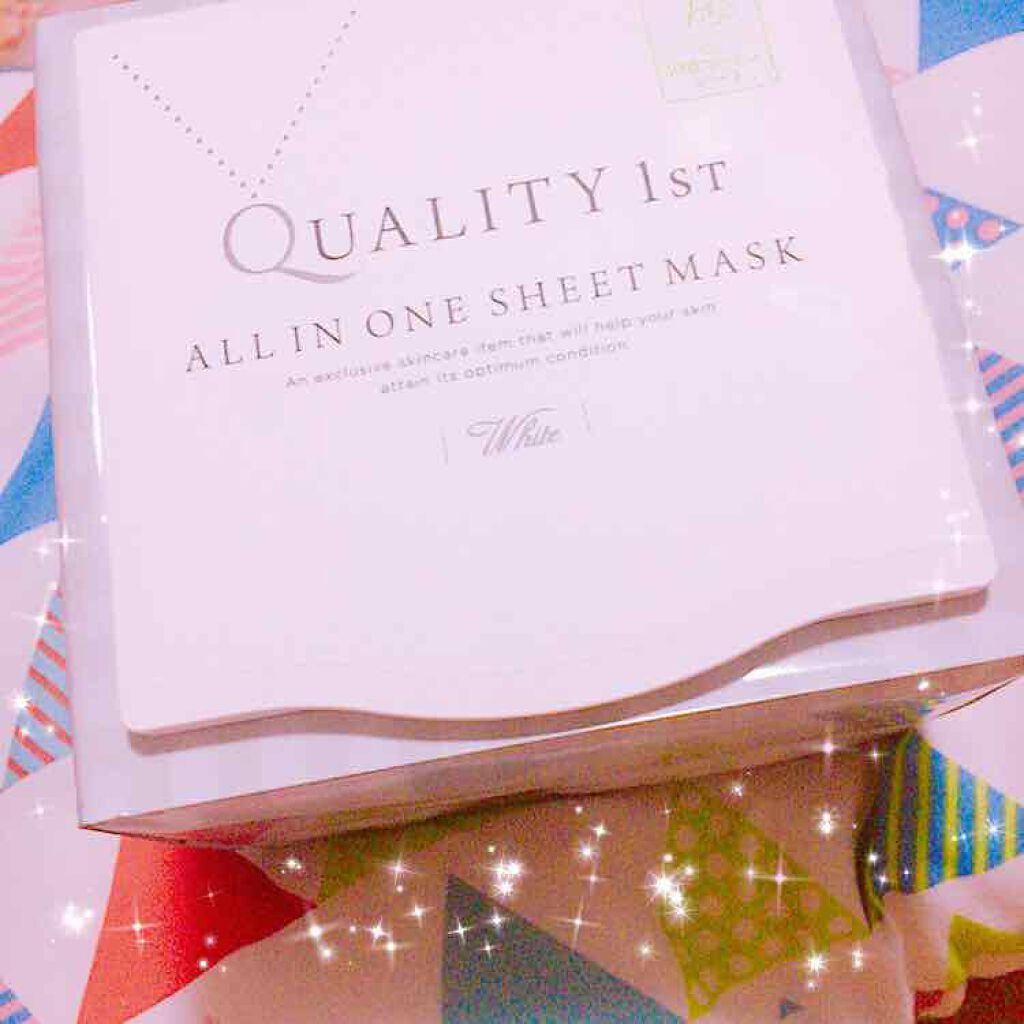 QUALITY 1ST
ALL IN ONE SHEET MASK
An exclusive skincare item that will help your skin
attain its optimum condition.
White